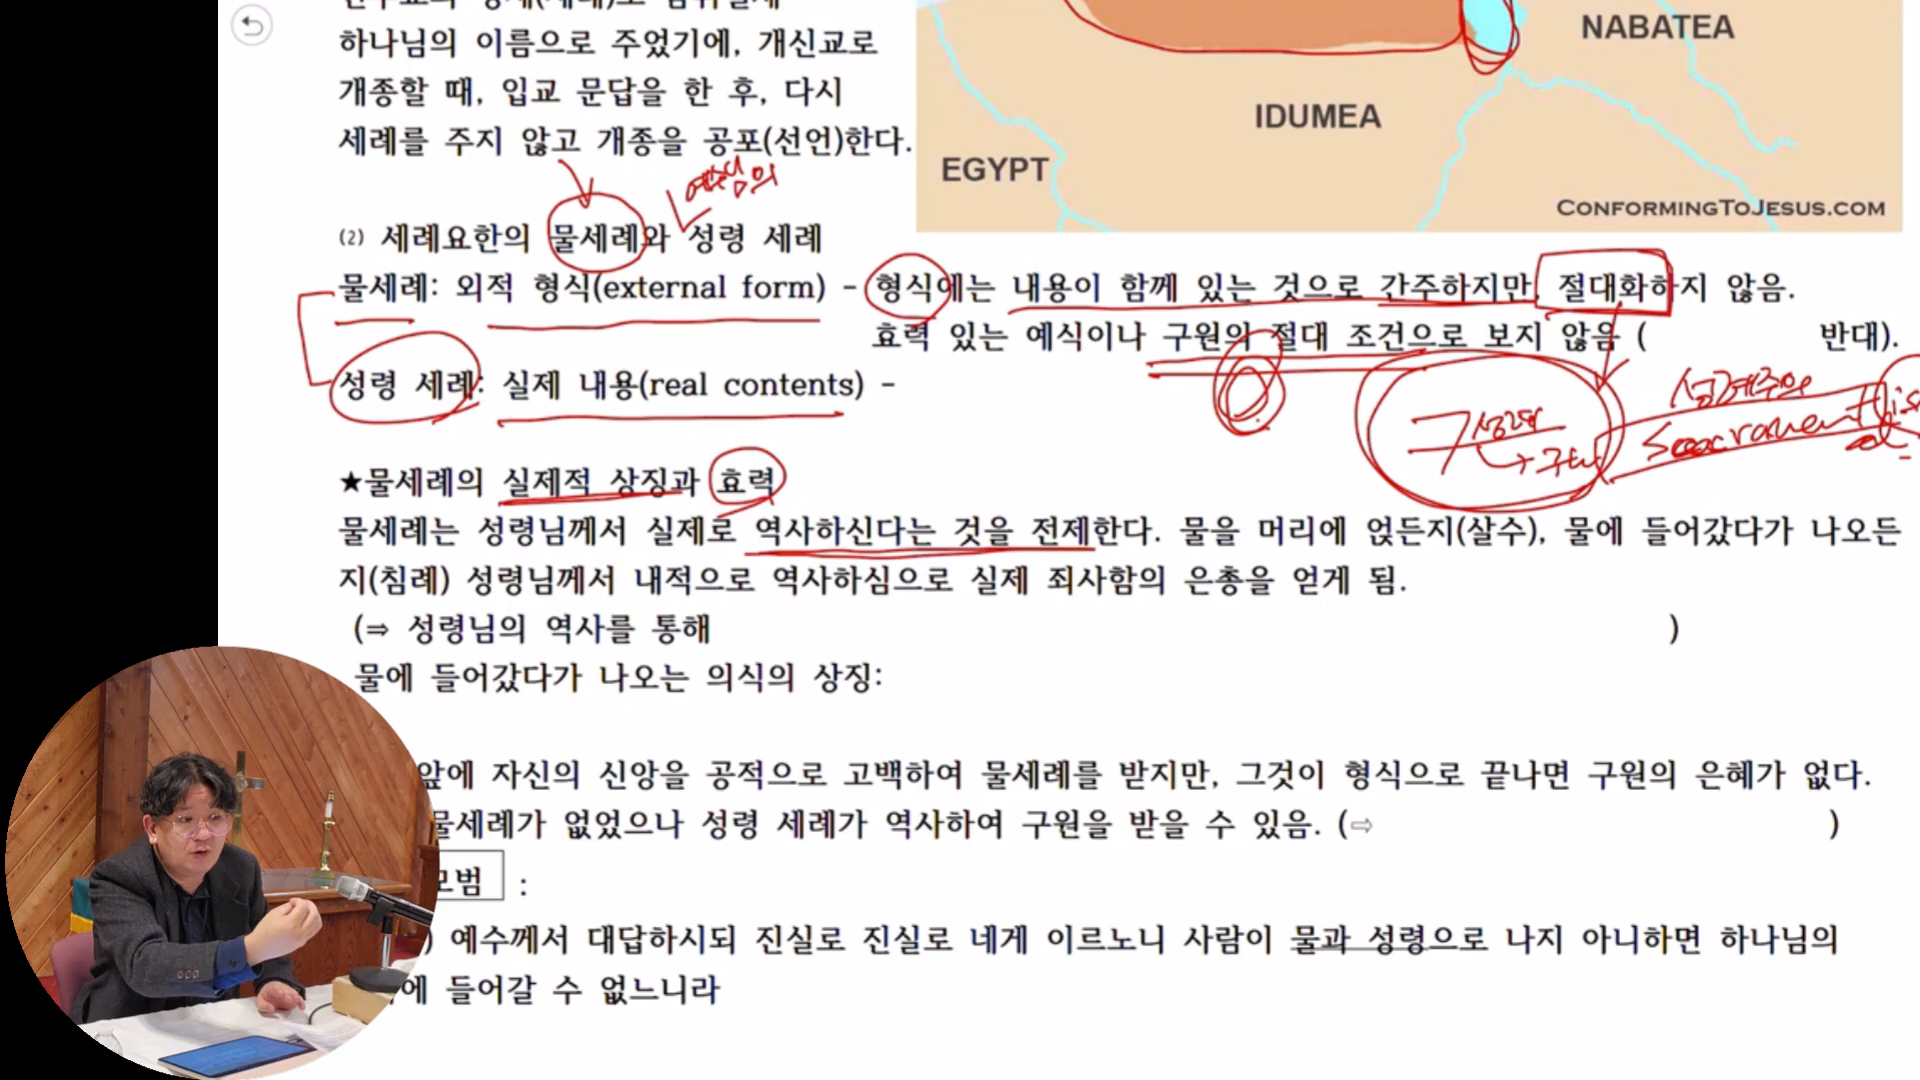 하나님의 이름으로 주었기에, 개신교로
개종할 때, 입교 문답을 한 후, 다시
세례를 주지 않고 개종을 공포(선언)한다.
NABATEA
IDUMEA
EGYPT
CONFORMINGTOJESUS.COM
예수님의
(2) 세례요한의 물세례와 성령 세례
물세례: 외적 형식(external form) - 형식에는 내용이 함께 있는 것으로 간주하지만, 절대화하지 않음.
효력 있는 예식이나 구원의 절대 조건으로 보지 않음 ( 반대).
성령 세례: 실제 내용(real contents) -
성례주의
★물세례의 실제적 상징과 효력
물세례는 성령님께서 실제로 역사하신다는 것을 전제한다. 물을 머리에 얹든지(살수), 물에 들어갔다가 나오든
지(침례) 성령님께서 내적으로 역사하심으로 실제 죄사함의 은총을 얻게 됨.
(⇒ 성령님의 역사를 통해 )
물에 들어갔다가 나오는 의식의 상징:
앞에 자신의 신앙을 공적으로 고백하여 물세례를 받지만, 그것이 형식으로 끝나면 구원의 은혜가 없다.
물세례가 없었으나 성령 세례가 역사하여 구원을 받을 수 있음. (⇨ )
모범 :
) 예수께서 대답하시되 진실로 진실로 네게 이르노니 사람이 물과 성령으로 나지 아니하면 하나님의
에 들어갈 수 없느니라